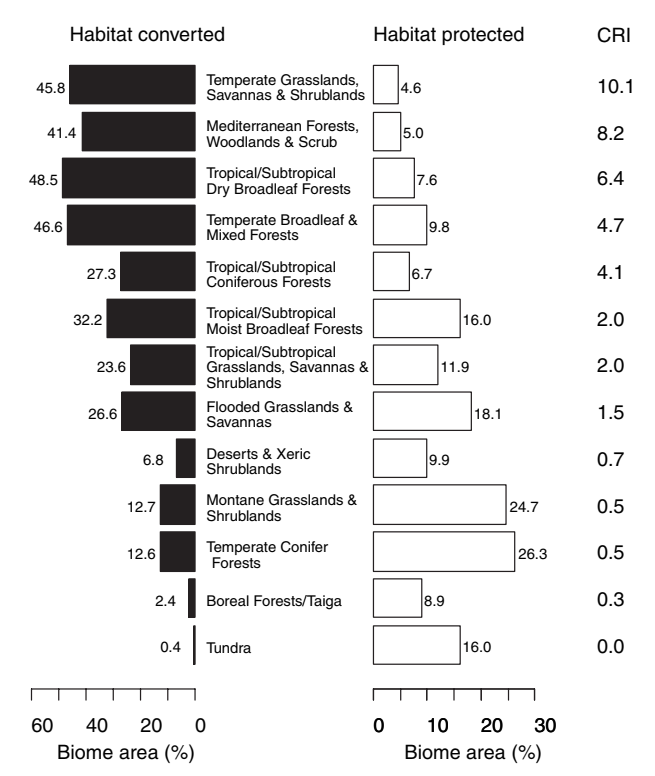 Habitat converted Habitat protected CRI
45.8 Temperate Grasslands, 4.6 10.1
Savannas & Shrublands
41.4 Mediterranean Forests, 5.0 8.2
Woodlands & Scrub
48.5 Tropical/Subtropical 7.6 6.4
Dry Broadleaf Forests
46.6 Temperate Broadleaf & 9.8 4.7
Mixed Forests
27.3 Tropical/Subtropical 6.7 4.1
Coniferous Forests
32.2 Tropical/Subtropical 16.0 2.0
Moist Broadleaf Forests
Tropical/Subtropical
23.6 Grasslands, Savannas & 11.9 2.0
Shrublands
26.6 Flooded Grasslands & 18.1 1.5
Savannas
6.8 Deserts & Xeric 9.9 0.7
Shrublands
12.7 Montane Grasslands & 24.7 0.5
Shrublands
12.6 Temperate Conifer 26.3 0.5
Forests
2.4 Boreal Forests/Taiga 8.9 0.3
0.4 Tundra 16.0 0.0
60 40 20 0 0 10 20 30
Biome area (%) Biome area (%)